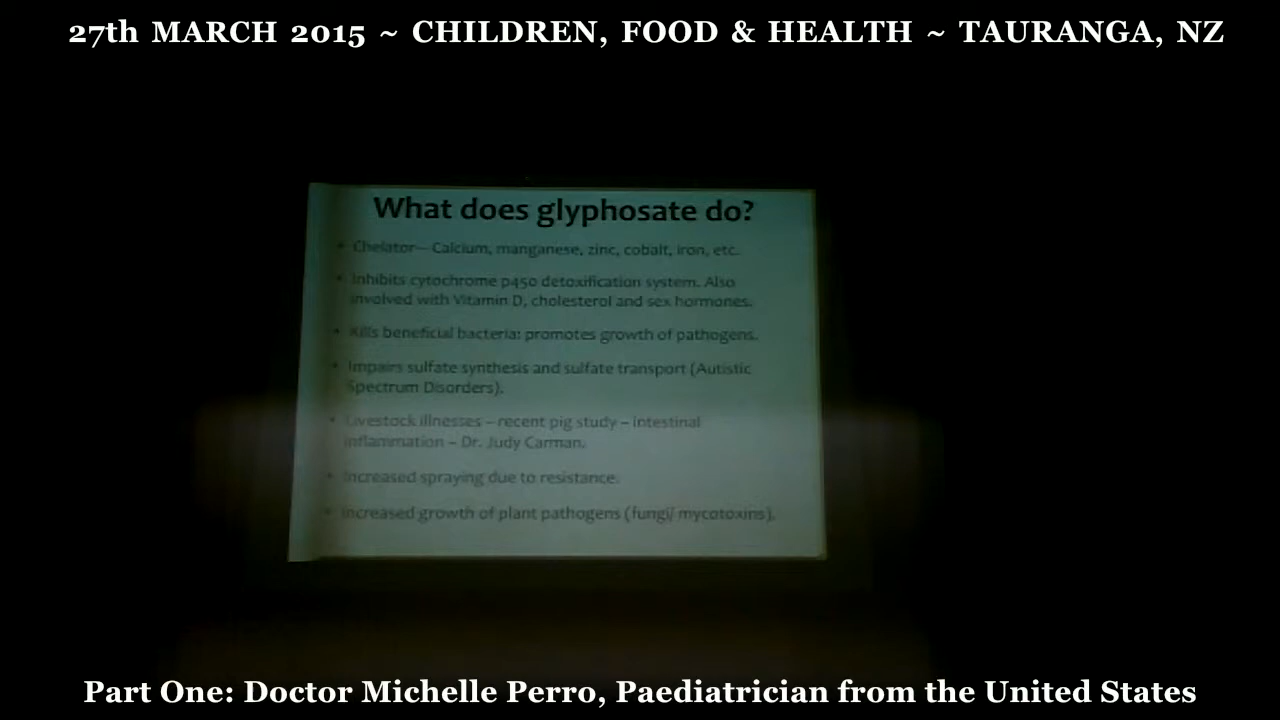 27th MARCH 2015 ~ CHILDREN, FOOD & HEALTH ~ TAURANGA, NZ
What does glyphosate do?
• Chelator– Calcium, manganese, zinc, cobalt, iron, etc.
• Inhibits cytochrome p450 detoxification system. Also
involved with Vitamin D, cholesterol and sex hormones.
• Kills beneficial bacteria: promotes growth of pathogens.
• Impairs sulfate synthesis and sulfate transport (Autistic
Spectrum Disorders).
• Livestock illnesses – recent pig study – intestinal
inflammation – Dr. Judy Carman.
• Increased spraying due to resistance.
• Increased growth of plant pathogens (fungi/ mycotoxins).
Part One: Doctor Michelle Perro, Paediatrician from the United States